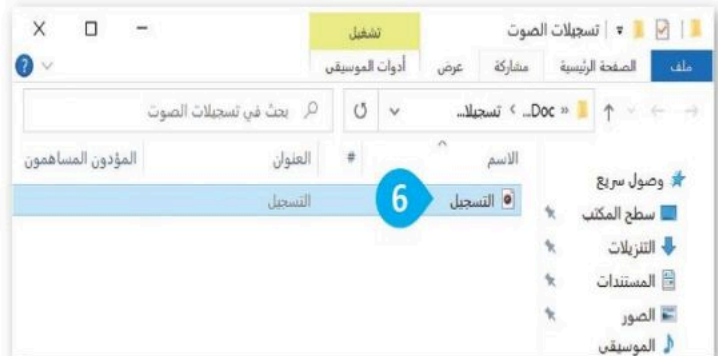 تسجيلات الصوت
تشغيل
ملف الصفحة الرئيسية مشاركة عرض أدوات الموسيقى
Doc... › تسجيلا...
بحث في تسجيلات الصوت
الاسم # العنوان المؤدون المساهمون
التسجيل 6 التسجيل
وصول سريع
سطح المكتب
التنزيلات
المستندات
الصور
الموسيقى